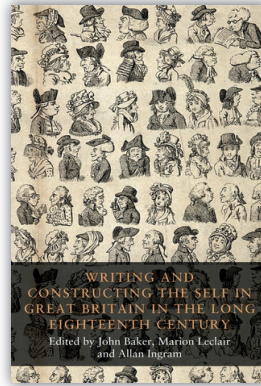 WRITING AND
CONSTRUCTING THE SELF IN
GREAT BRITAIN IN THE LONG
EIGHTEENTH CENTURY
Edited by John Baker, Marion Leclair
and Allan Ingram